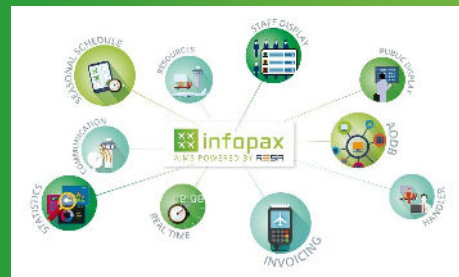 SEASONAL SCHEDULE
RESOURCES
STAFF DISPLAY
PUBLIC DISPLAY
COMMUNICATION
infopax
AIMS POWERED BY RESA
AODB
STATISTICS
REAL TIME
INVOICING
HANDLER